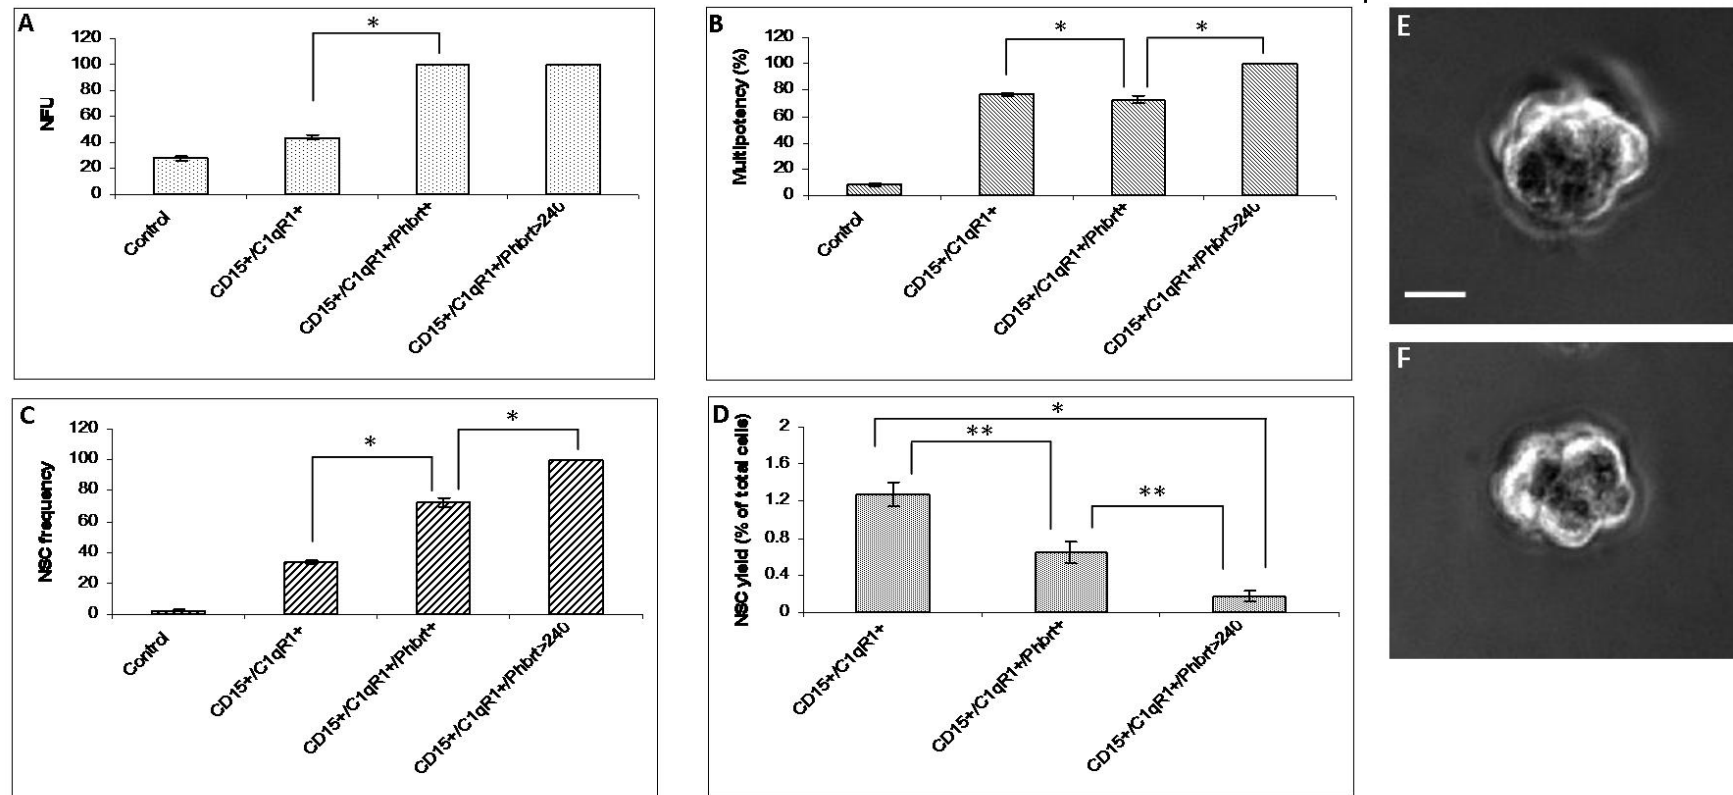 A
120
100
80
60
40
20
0
NFU
*
Control
CD15+/C1qR1+
CD15+/C1qR1+/Phbrt+
CD15+/C1qR1+/Phbrt>240
B
120
100
80
60
40
20
0
Multipotency (%)
*
*
Control
CD15+/C1qR1+
CD15+/C1qR1+/Phbrt+
CD15+/C1qR1+/Phbrt>240
E
C
120
100
80
60
40
20
0
NSC frequency
*
*
Control
CD15+/C1qR1+
CD15+/C1qR1+/Phbrt+
CD15+/C1qR1+/Phbrt>240
D
2
1.6
1.2
0.8
0.4
0
NSC yield (% of total cells)
*
**
**
CD15+/C1qR1+
CD15+/C1qR1+/Phbrt+
CD15+/C1qR1+/Phbrt>240
F